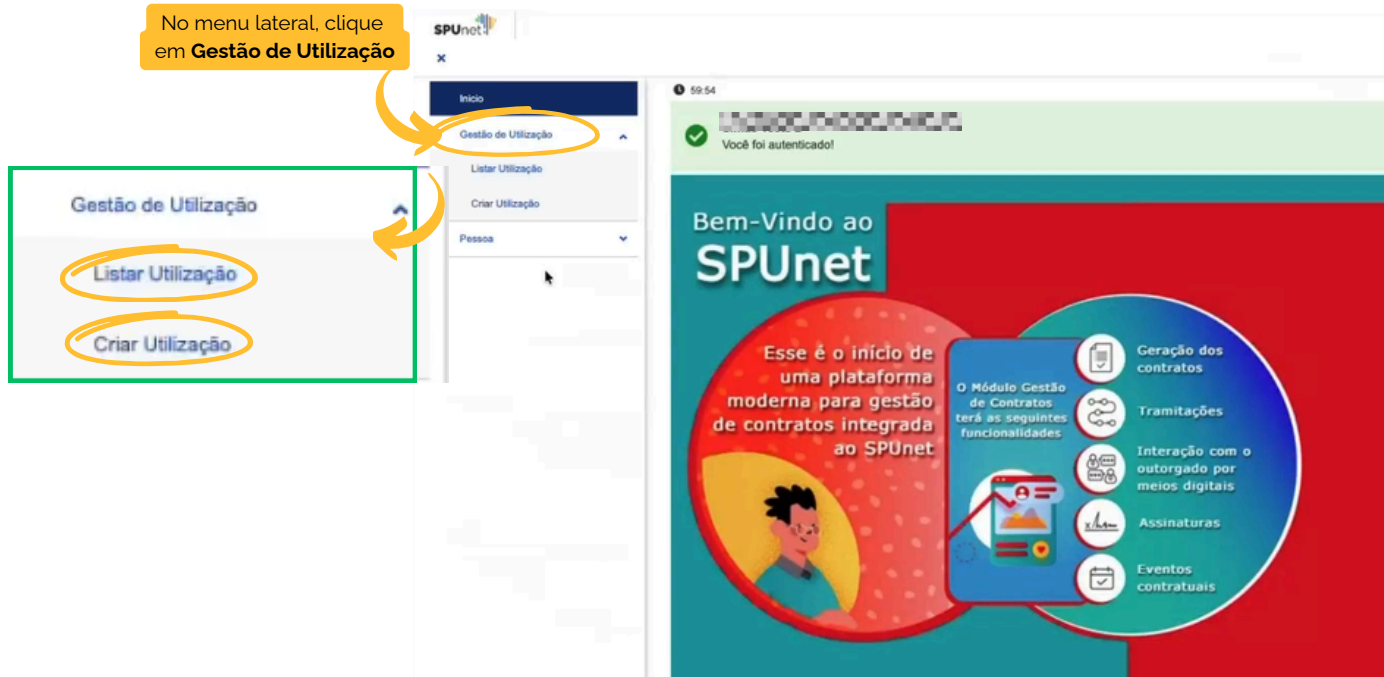 No menu lateral, clique
em Gestão de Utilização
SPUnet
Início
Gestão de Utilização
Listar Utilização
Criar Utilização
Pessoa
Gestão de Utilização
Listar Utilização
Criar Utilização
59:54
Você foi autenticado!
Bem-Vindo ao
SPUnet
Esse é o início de
uma plataforma
moderna para gestão
de contratos integrada
ao SPUnet
O Módulo Gestão
de Contratos
terá as seguintes
funcionalidades
Geração dos
contratos
Tramitações
Interação com o
outorgado por
meios digitais
Assinaturas
Eventos
contratuais